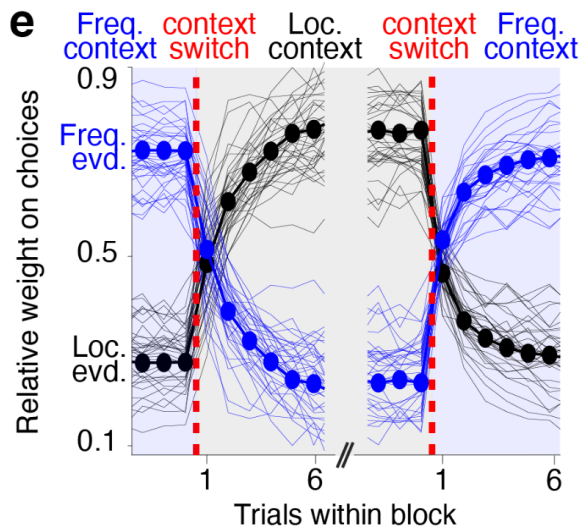 e
Freq. context
context switch
Loc. context
context switch
Freq. context
Relative weight on choices
0.9
0.5
0.1
Freq. evd.
Loc. evd.
1
6
//
1
6
Trials within block